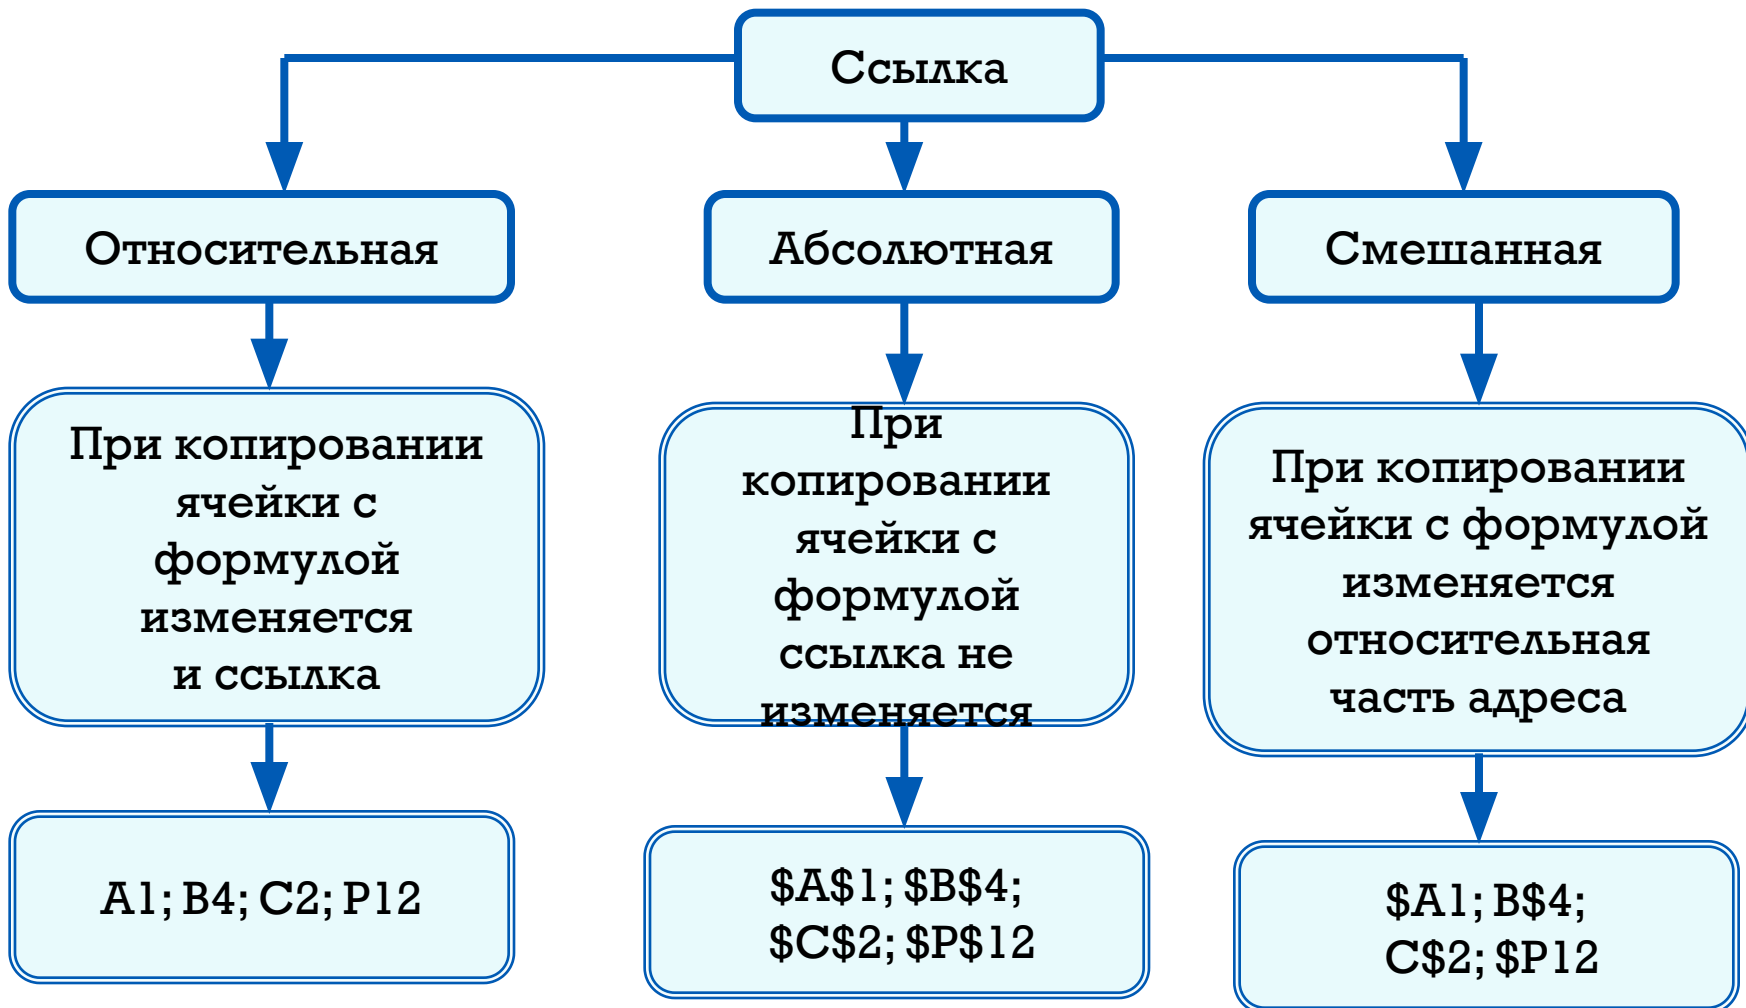 Ссылка
Относительная
Абсолютная
Смешанная
При копировании
ячейки с
формулой
изменяется
и ссылка
При
копировании
ячейки с
формулой
ссылка не
изменяется
При копировании
ячейки с формулой
изменяется
относительная
часть адреса
A1; B4; C2; P12
$A$1; $B$4;
$C$2; $P$12
$A1; B$4;
C$2; $P12